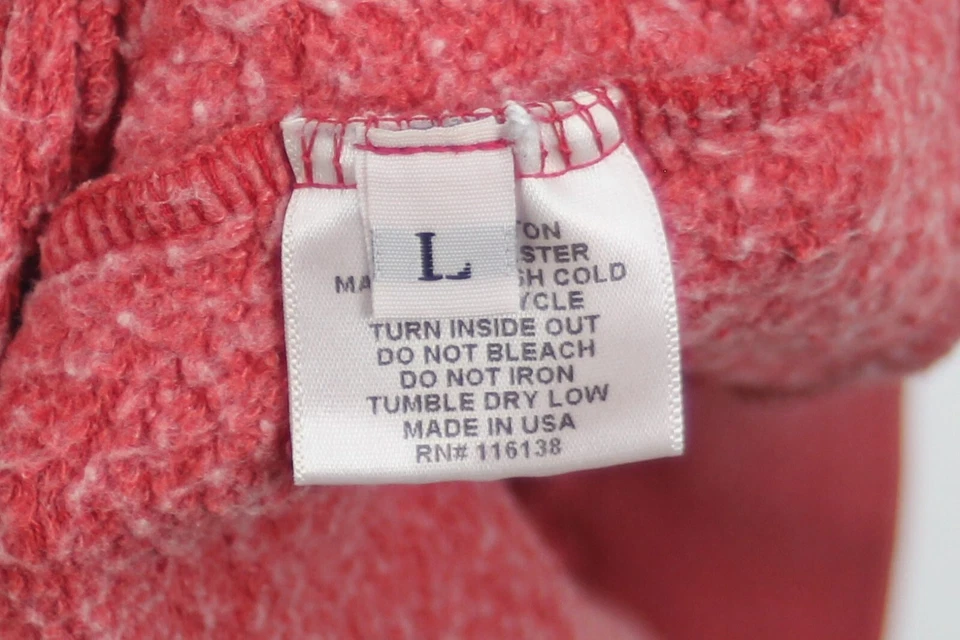 L
TON
STER
MA SH COLD
YCLE
TURN INSIDE OUT
DO NOT BLEACH
DO NOT IRON
TUMBLE DRY LOW
MADE IN USA
RN# 116138